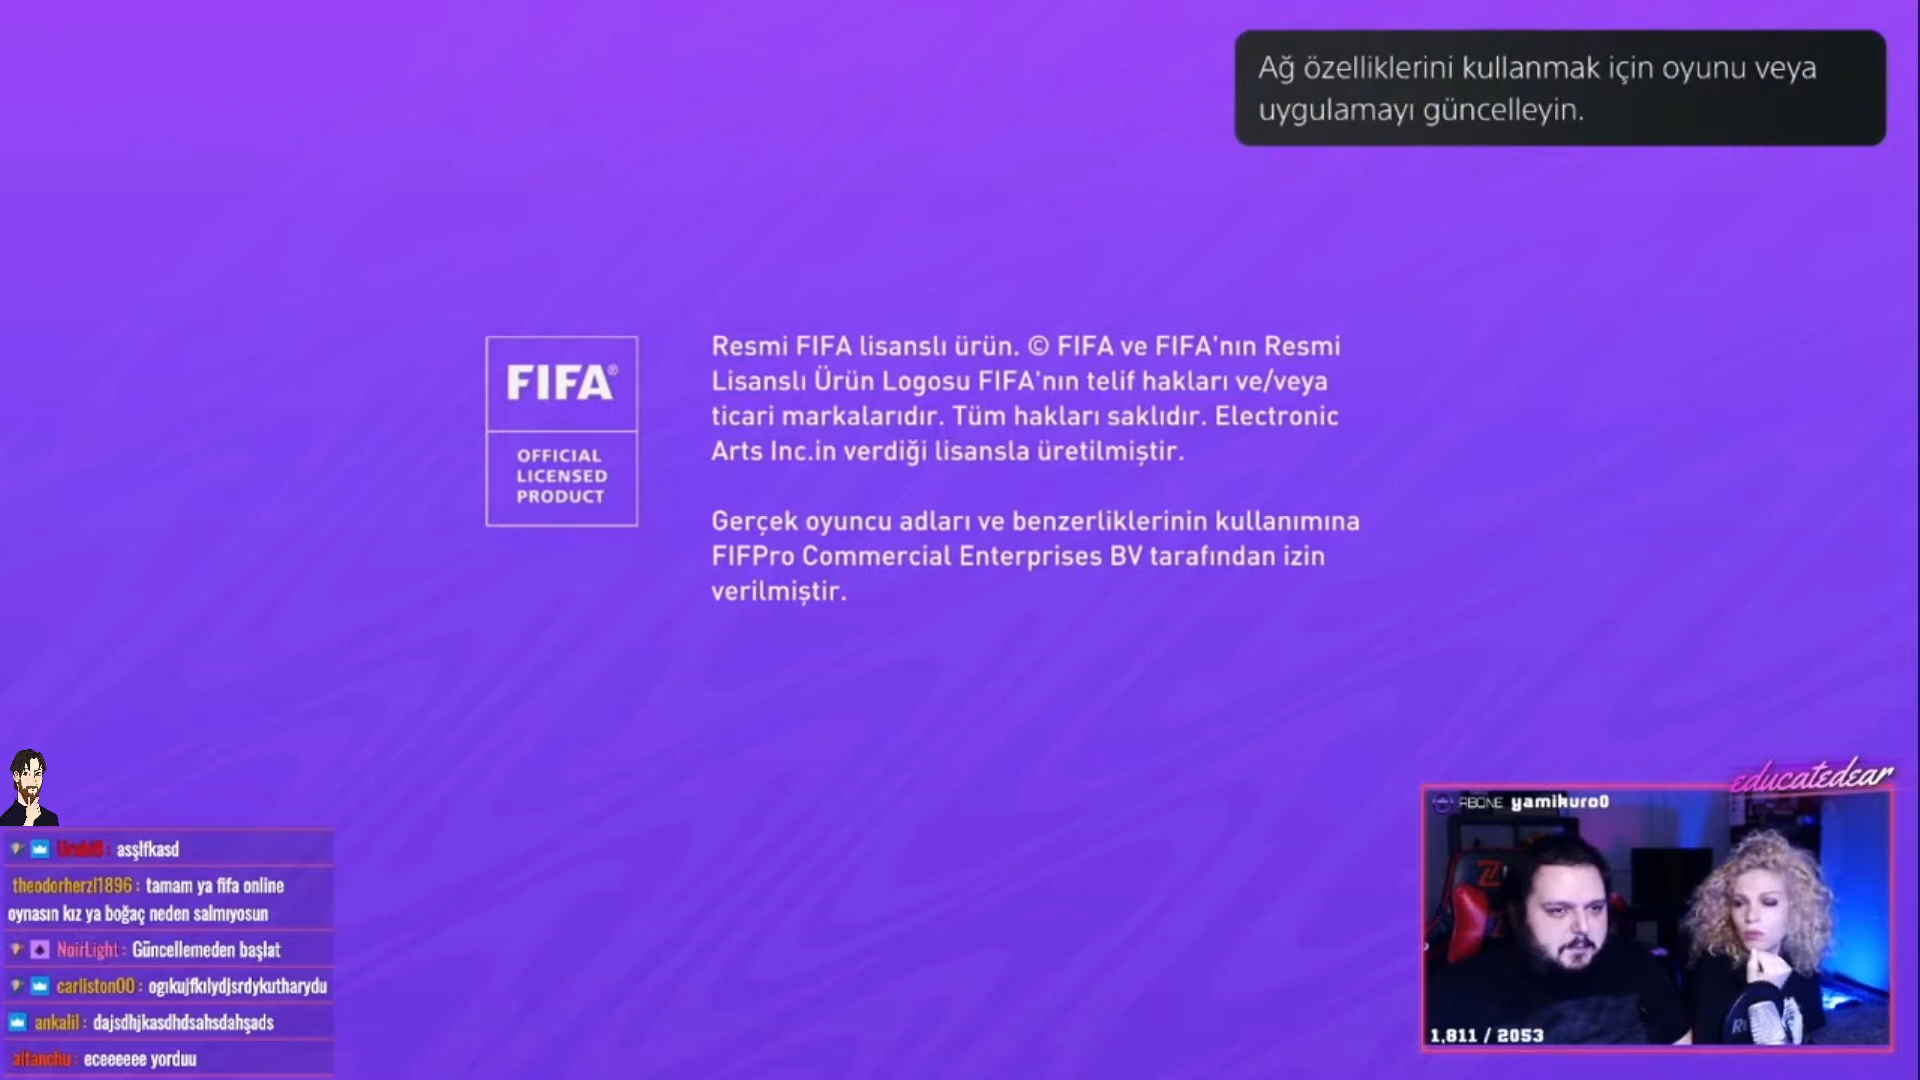 Ağ özelliklerini kullanmak için oyunu veya
uygulamayı güncelleyin.
FIFA®
OFFICIAL
LICENSED
PRODUCT
Resmi FIFA lisanslı ürün. © FIFA ve FIFA'nın Resmi
Lisanslı Ürün Logosu FIFA'nın telif hakları ve/veya
ticari markalarıdır. Tüm hakları saklıdır. Electronic
Arts Inc.in verdiği lisansla üretilmiştir.
Gerçek oyuncu adları ve benzerliklerinin kullanımına
FIFPro Commercial Enterprises BV tarafından izin
verilmiştir.
: asşlfkasd
theodorherzl1896 : tamam ya fifa online
oynasın kız ya boğaç neden salmıyosun
NoirLight : Güncellemeden başlat
carliston00 : ogıkujfkılydjsrdykutharydu
ankalil : dajsdhjkasdhdsahsdahşads
altanchu : eceeeeee yorduu
educatedear
ABONE yamikuro0
1,811 / 2053